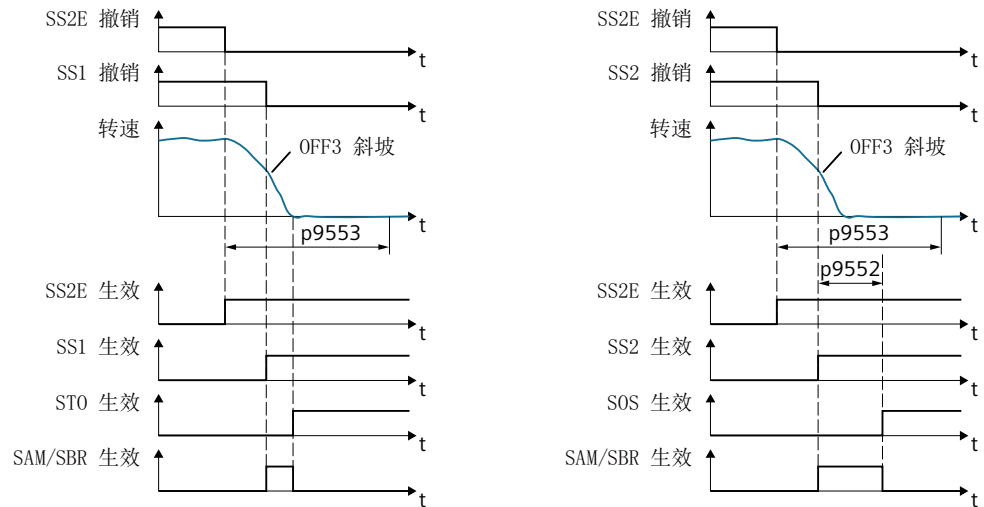 SS2E 撤销
t
SS1 撤销
t
转速
OFF3 斜坡
t
p9553
SS2E 生效
t
SS1 生效
t
STO 生效
t
SAM/SBR 生效
t
SS2E 撤销
t
SS2 撤销
t
转速
OFF3 斜坡
t
p9553
p9552
SS2E 生效
t
SS2 生效
t
SOS 生效
t
SAM/SBR 生效
t